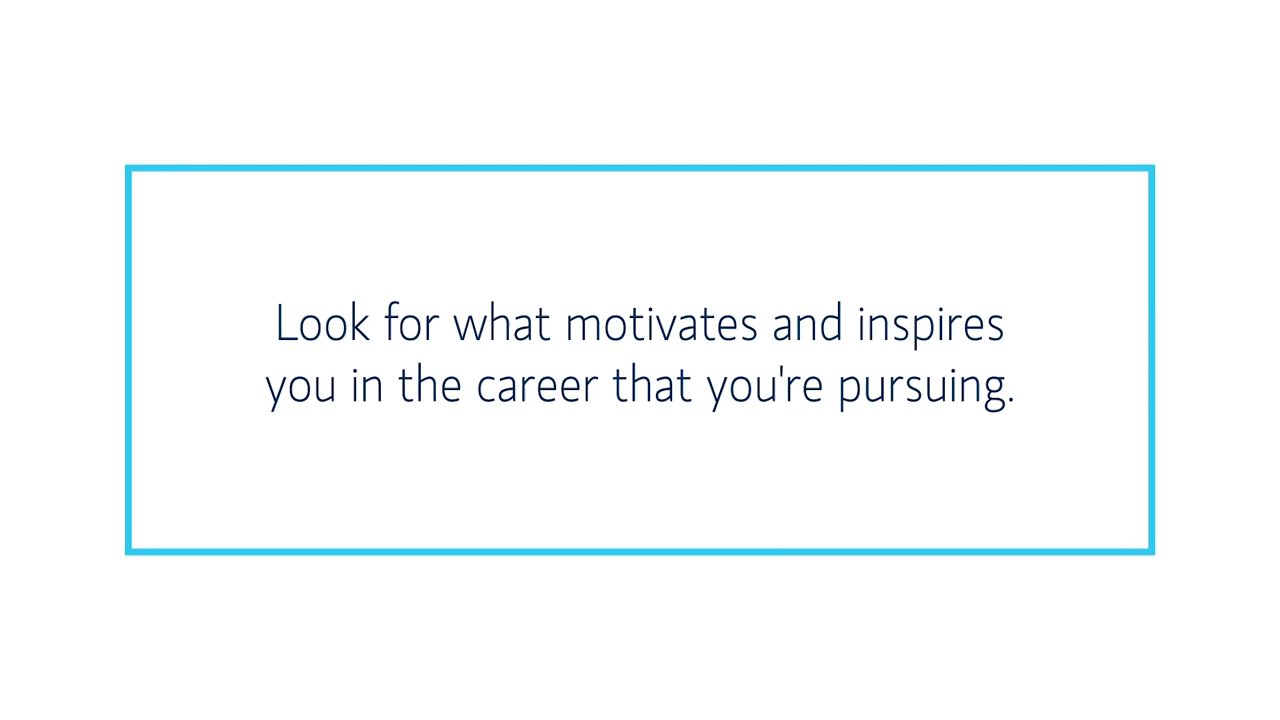 Look for what motivates and inspires
you in the career that you're pursuing.